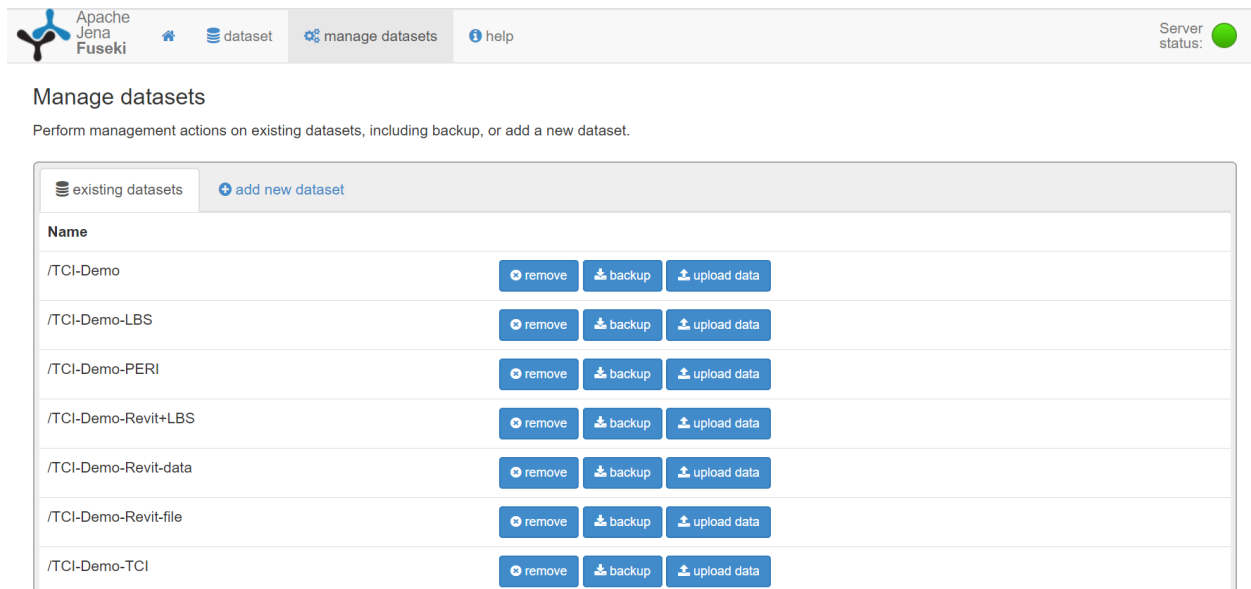 Apache
Jena
Fuseki
dataset
manage datasets
help
Server
status:
Manage datasets
Perform management actions on existing datasets, including backup, or add a new dataset.
existing datasets
add new dataset
Name
/TCI-Demo remove backup upload data
/TCI-Demo-LBS remove backup upload data
/TCI-Demo-PERI remove backup upload data
/TCI-Demo-Revit+LBS remove backup upload data
/TCI-Demo-Revit-data remove backup upload data
/TCI-Demo-Revit-file remove backup upload data
/TCI-Demo-TCI remove backup upload data